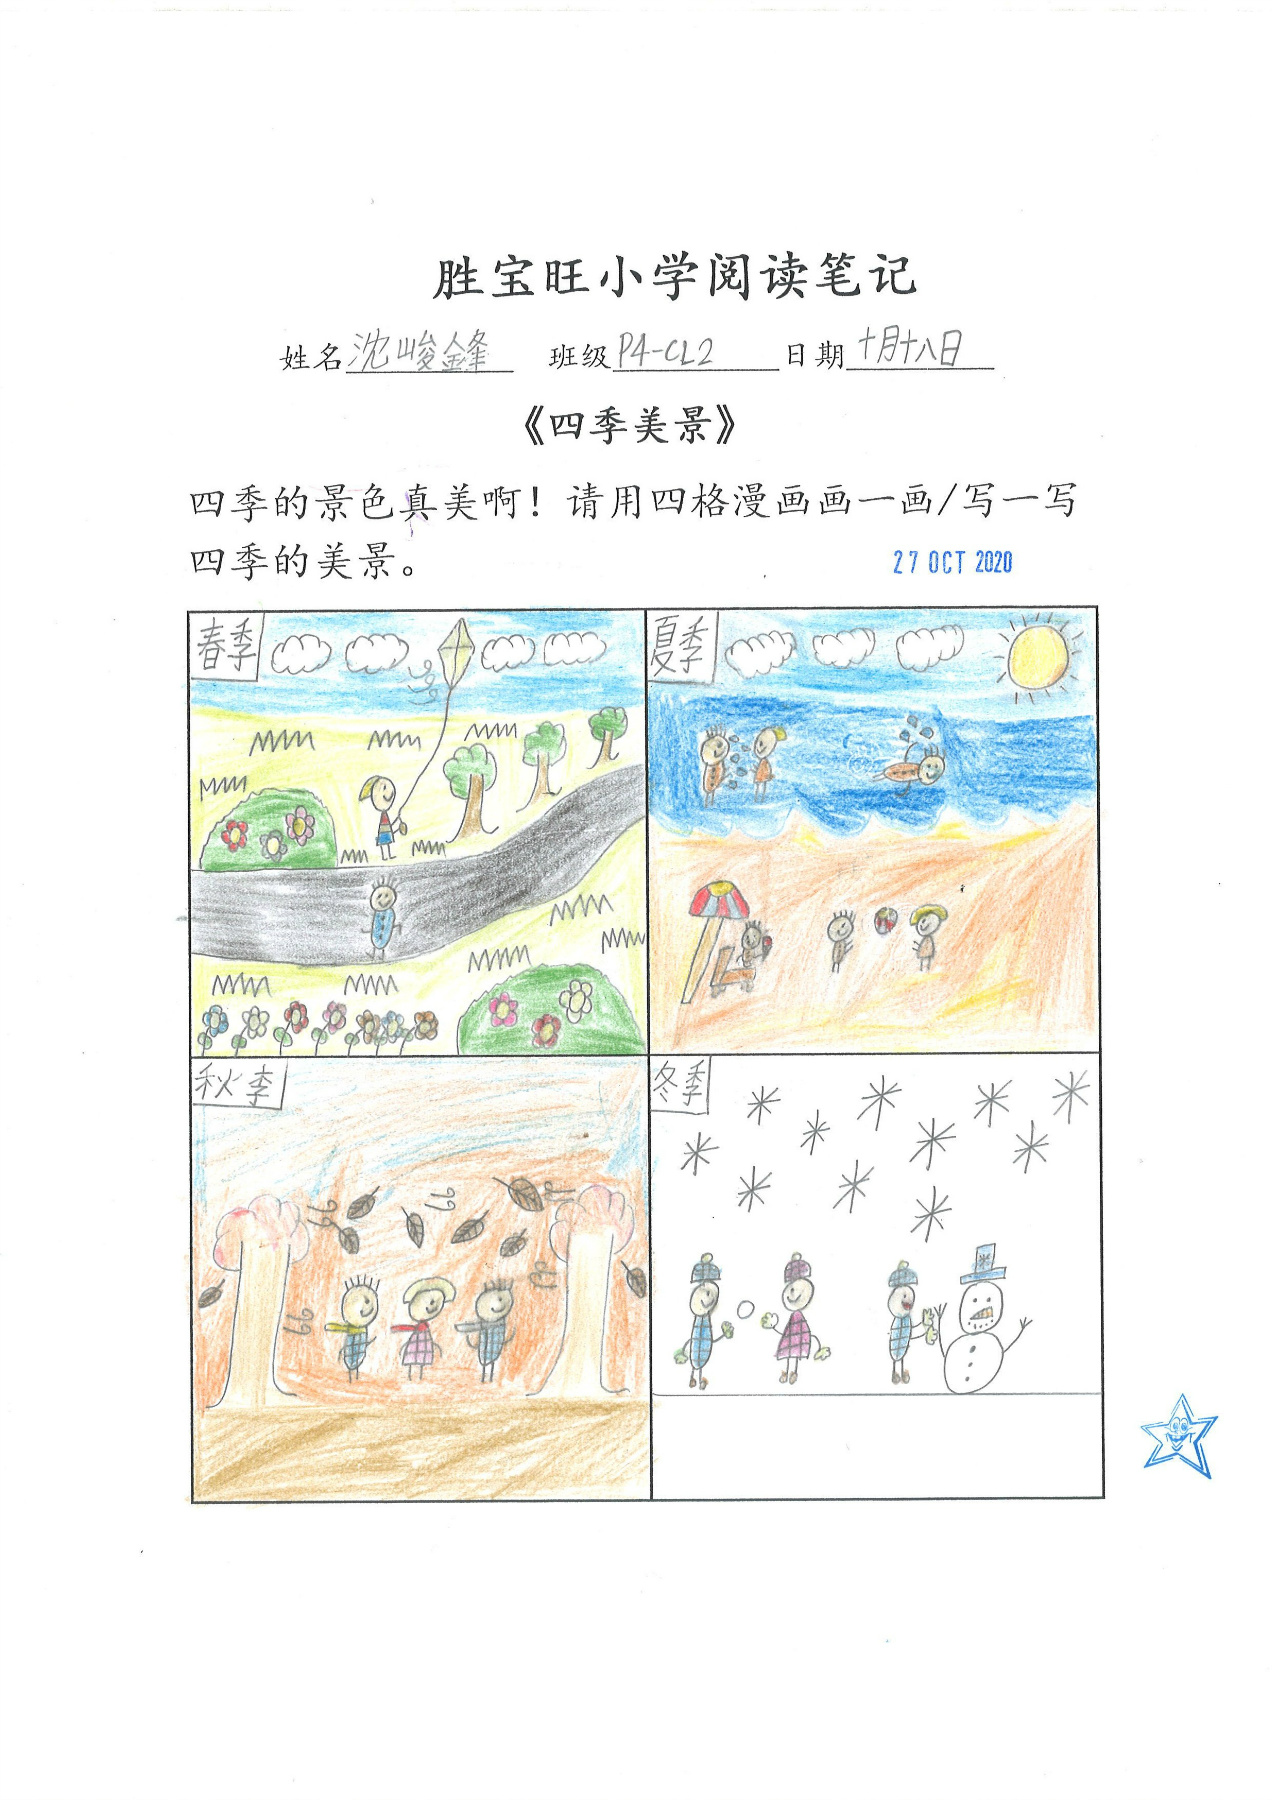 胜宝旺小学阅读笔记
姓名 沈峻鋒 班级 P4-CL2 日期 十月十八日
《四季美景》
四季的景色真美啊！请用四格漫画画一画/写一写
四季的美景。
27 OCT 2020
春季
夏季
秋季
冬季